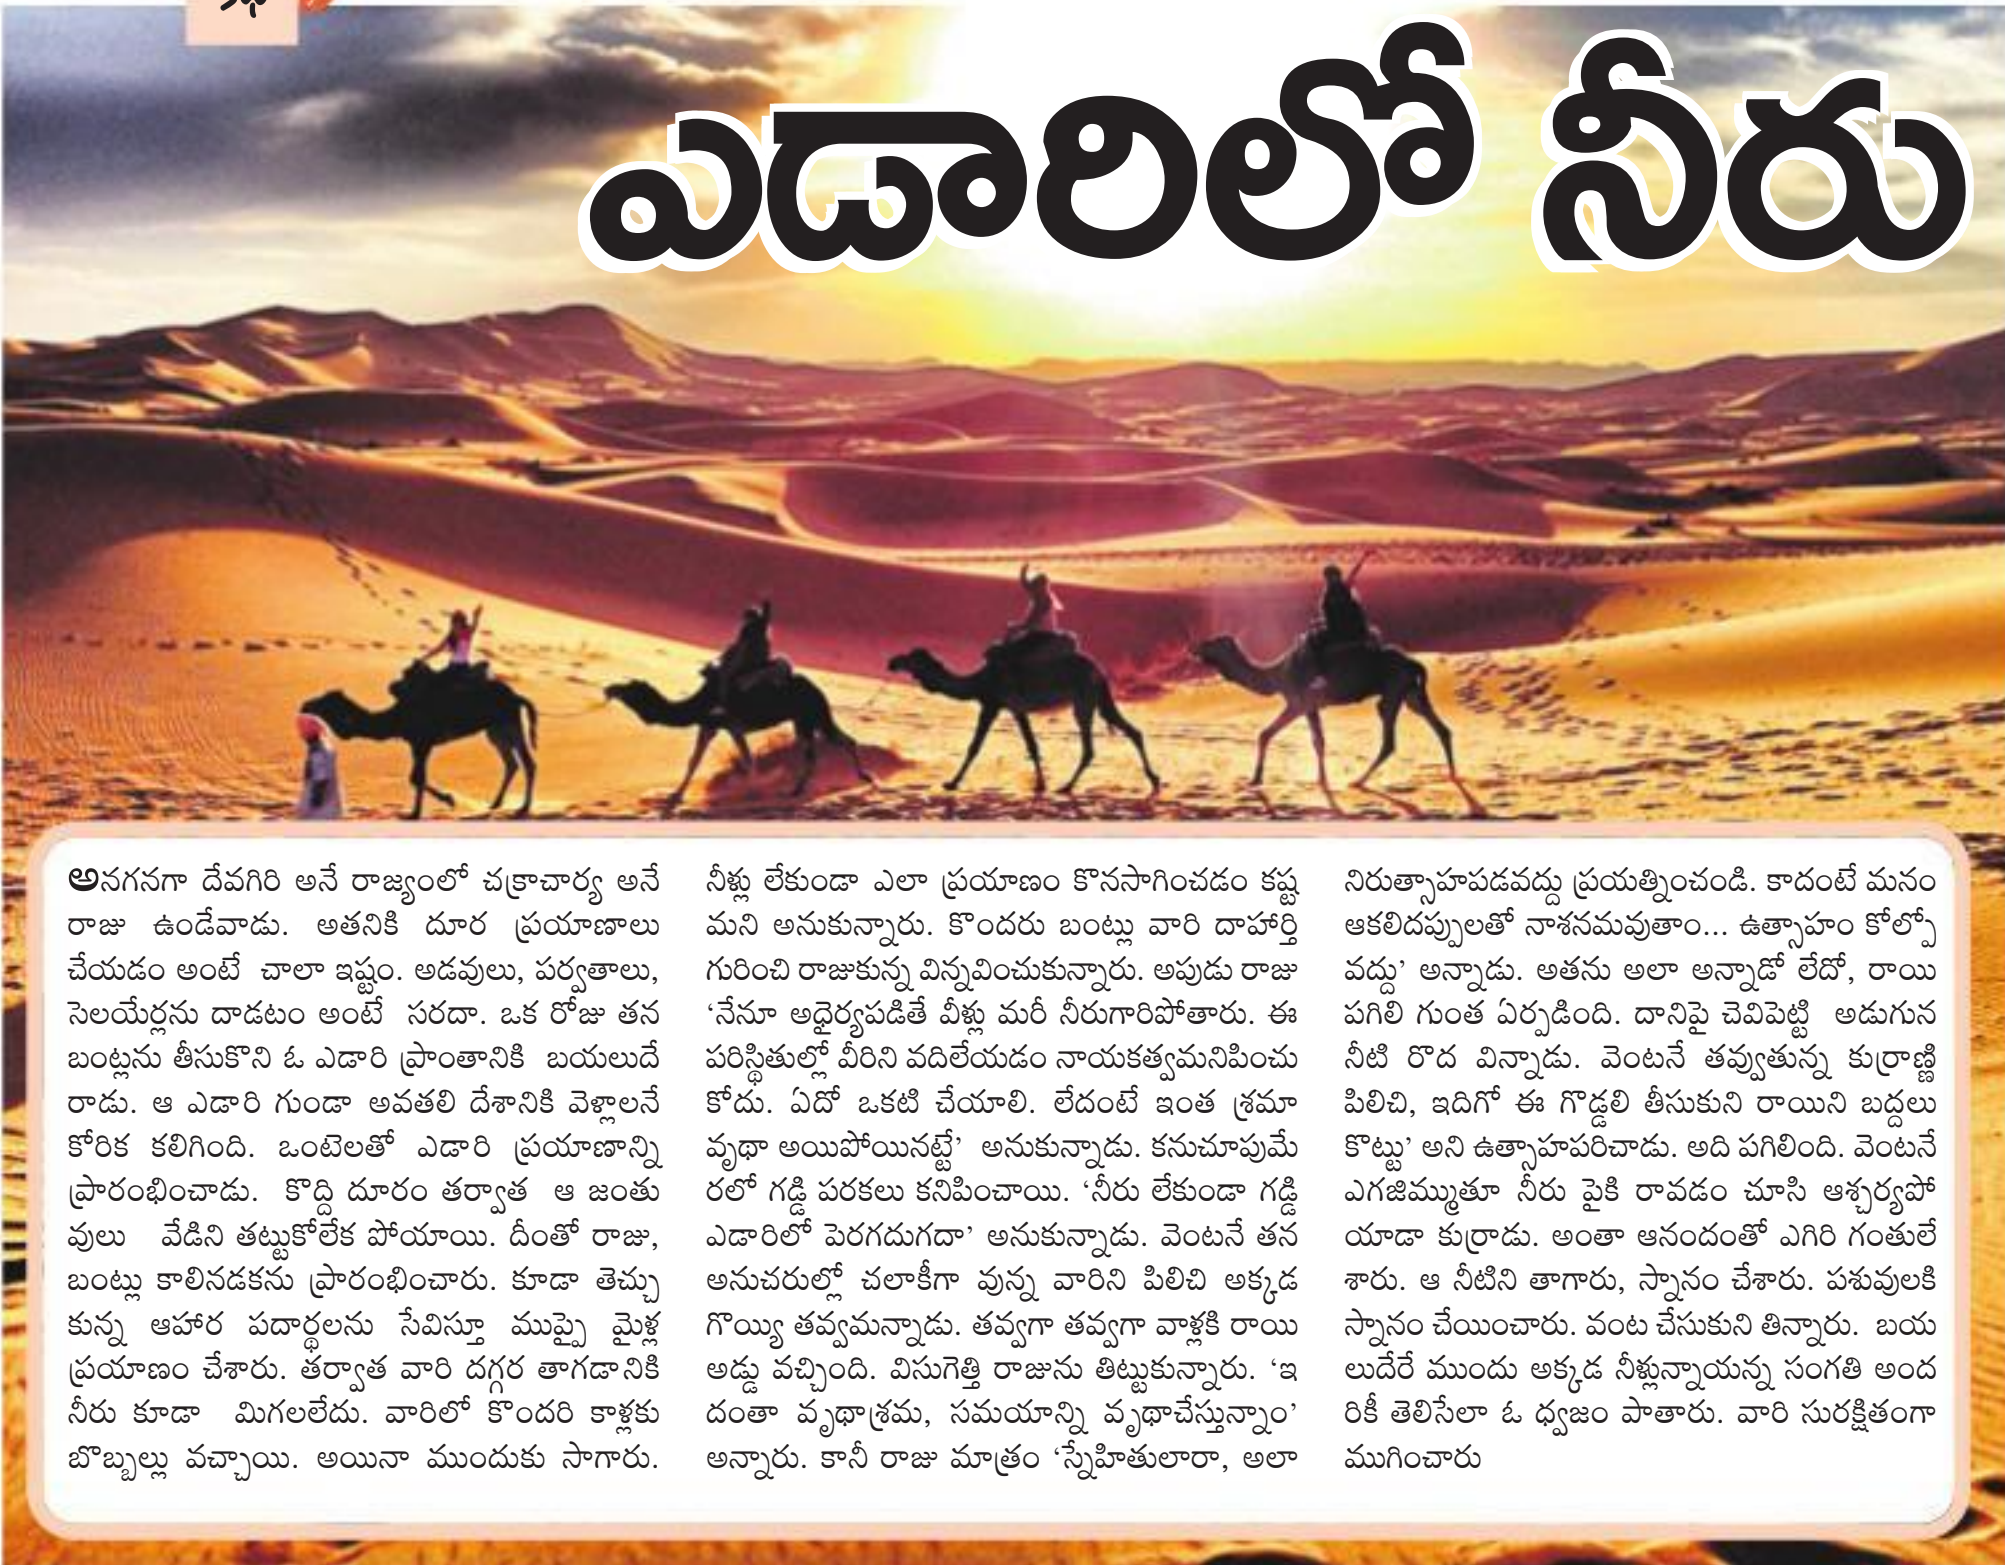 ఎడారిలో నీరు
అనగనగా దేవగిరి అనే రాజ్యంలో చక్రాచార్య అనే
రాజు ఉండేవాడు. అతనికి దూర ప్రయాణాలు
చేయడం అంటే చాలా ఇష్టం. అడవులు, పర్వతాలు,
సెలయేర్లను దాడటం అంటే సరదా. ఒక రోజు తన
బంట్లను తీసుకొని ఓ ఎడారి ప్రాంతానికి బయలుదే
రాడు. ఆ ఎడారి గుండా అవతలి దేశానికి వెళ్లాలనే
కోరిక కలిగింది. ఒంటెలతో ఎడారి ప్రయాణాన్ని
ప్రారంభించాడు. కొద్ది దూరం తర్వాత ఆ జంతు
వులు వేడిని తట్టుకోలేక పోయాయి. దీంతో రాజు,
బంట్లు కాలినడకను ప్రారంభించారు. కూడా తెచ్చు
కున్న ఆహార పదార్థలను సేవిస్తూ ముప్పై మైళ్ల
ప్రయాణం చేశారు. తర్వాత వారి దగ్గర తాగడానికి
నీరు కూడా మిగలలేదు. వారిలో కొందరి కాళ్లకు
బొబ్బల్లు వచ్చాయి. అయినా ముందుకు సాగారు.
నీళ్లు లేకుండా ఎలా ప్రయాణం కొనసాగించడం కష్ట
మని అనుకున్నారు. కొందరు బంట్లు వారి దాహార్తి
గురించి రాజుకున్న విన్నవించుకున్నారు. అపుడు రాజు
‘నేనూ అధైర్యపడితే వీళ్లు మరీ నీరుగారిపోతారు. ఈ
పరిస్థితుల్లో వీరిని వదిలేయడం నాయకత్వమనిపించు
కోదు. ఏదో ఒకటి చేయాలి. లేదంటే ఇంత శ్రమా
వృథా అయిపోయినట్టే’ అనుకున్నాడు. కనుచూపుమే
రలో గడ్డి పరకలు కనిపించాయి. ‘నీరు లేకుండా గడ్డి
ఎడారిలో పెరగదుగదా’ అనుకున్నాడు. వెంటనే తన
అనుచరుల్లో చలాకీగా వున్న వారిని పిలిచి అక్కడ
గొయ్యి తవ్వమన్నాడు. తవ్వగా తవ్వగా వాళ్లకి రాయి
అడ్డు వచ్చింది. విసుగెత్తి రాజును తిట్టుకున్నారు. ‘ఇ
దంతా వృథాశ్రమ, సమయాన్ని వృథాచేస్తున్నాం’
అన్నారు. కానీ రాజు మాత్రం ‘స్నేహితులారా, అలా
నిరుత్సాహపడవద్దు ప్రయత్నించండి. కాదంటే మనం
ఆకలిదప్పులతో నాశనమవుతాం... ఉత్సాహం కోల్పో
వద్దు’ అన్నాడు. అతను అలా అన్నాడో లేదో, రాయి
పగిలి గుంత ఏర్పడింది. దానిపై చెవిపెట్టి అడుగున
నీటి రొద విన్నాడు. వెంటనే తవ్వుతున్న కుర్రాణ్ణి
పిలిచి, ఇదిగో ఈ గొడ్డలి తీసుకుని రాయిని బద్దలు
కొట్టు’ అని ఉత్సాహపరిచాడు. అది పగిలింది. వెంటనే
ఎగజిమ్ముతూ నీరు పైకి రావడం చూసి ఆశ్చర్యపో
యాడా కుర్రాడు. అంతా ఆనందంతో ఎగిరి గంతులే
శారు. ఆ నీటిని తాగారు, స్నానం చేశారు. పశువులకి
స్నానం చేయించారు. వంట చేసుకుని తిన్నారు. బయ
లుదేరే ముందు అక్కడ నీళ్లున్నాయన్న సంగతి అంద
రికీ తెలిసేలా ఓ ధ్వజం పాతారు. వారి సురక్షితంగా
ముగించారు